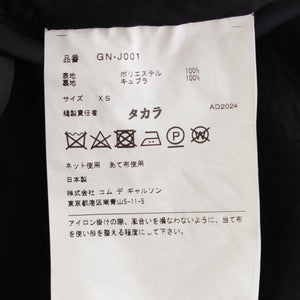 品番 GN-J001
表地 ポリエステル 100%
裏地 キュプラ 100%
サイズ XS
縫製責任者 タカラ
AD2024
ネット使用 あて布使用
日本製
株式会社 コム デ ギャルソン
東京都港区南青山5-11-5
アイロン掛けの際、風合いを損なわないように、当て布
を使い形を整える程度にして下さい。